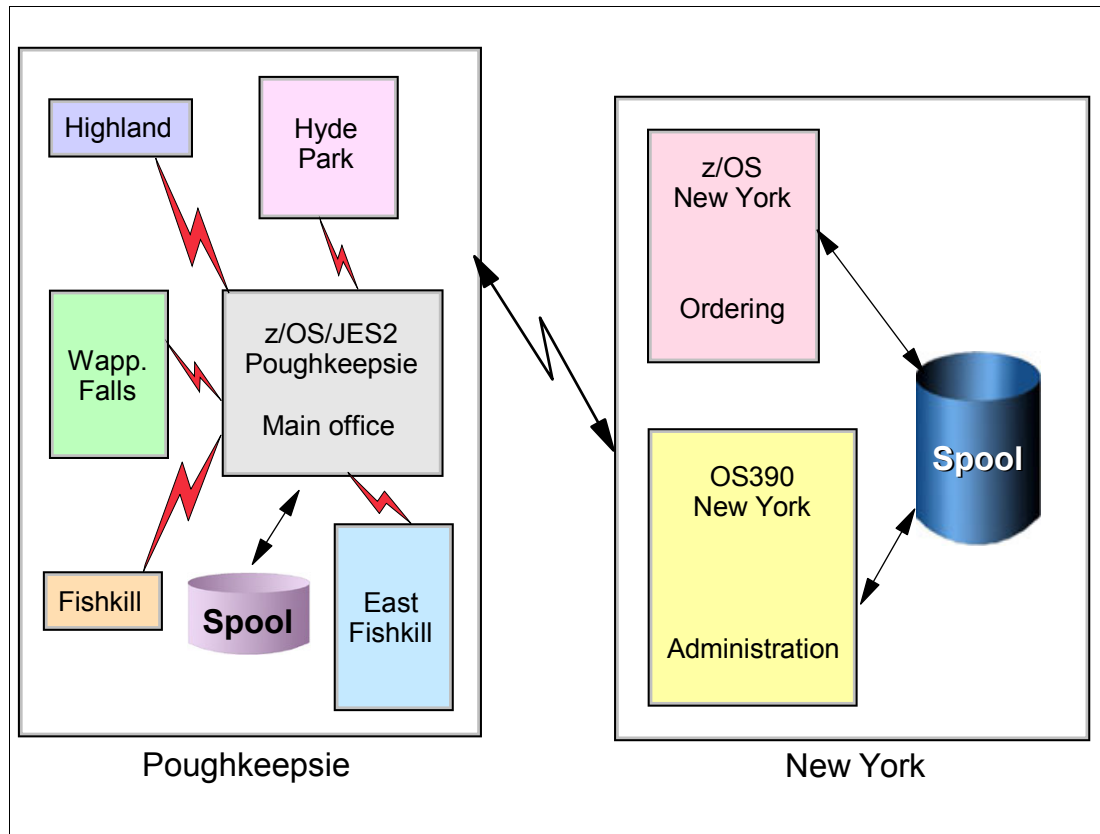 Highland
Hyde
Park
Wapp.
Falls
z/OS/JES2
Poughkeepsie
Main office
Fishkill
Spool
East
Fishkill
Poughkeepsie
z/OS
New York
Ordering
Spool
OS390
New York
Administration
New York